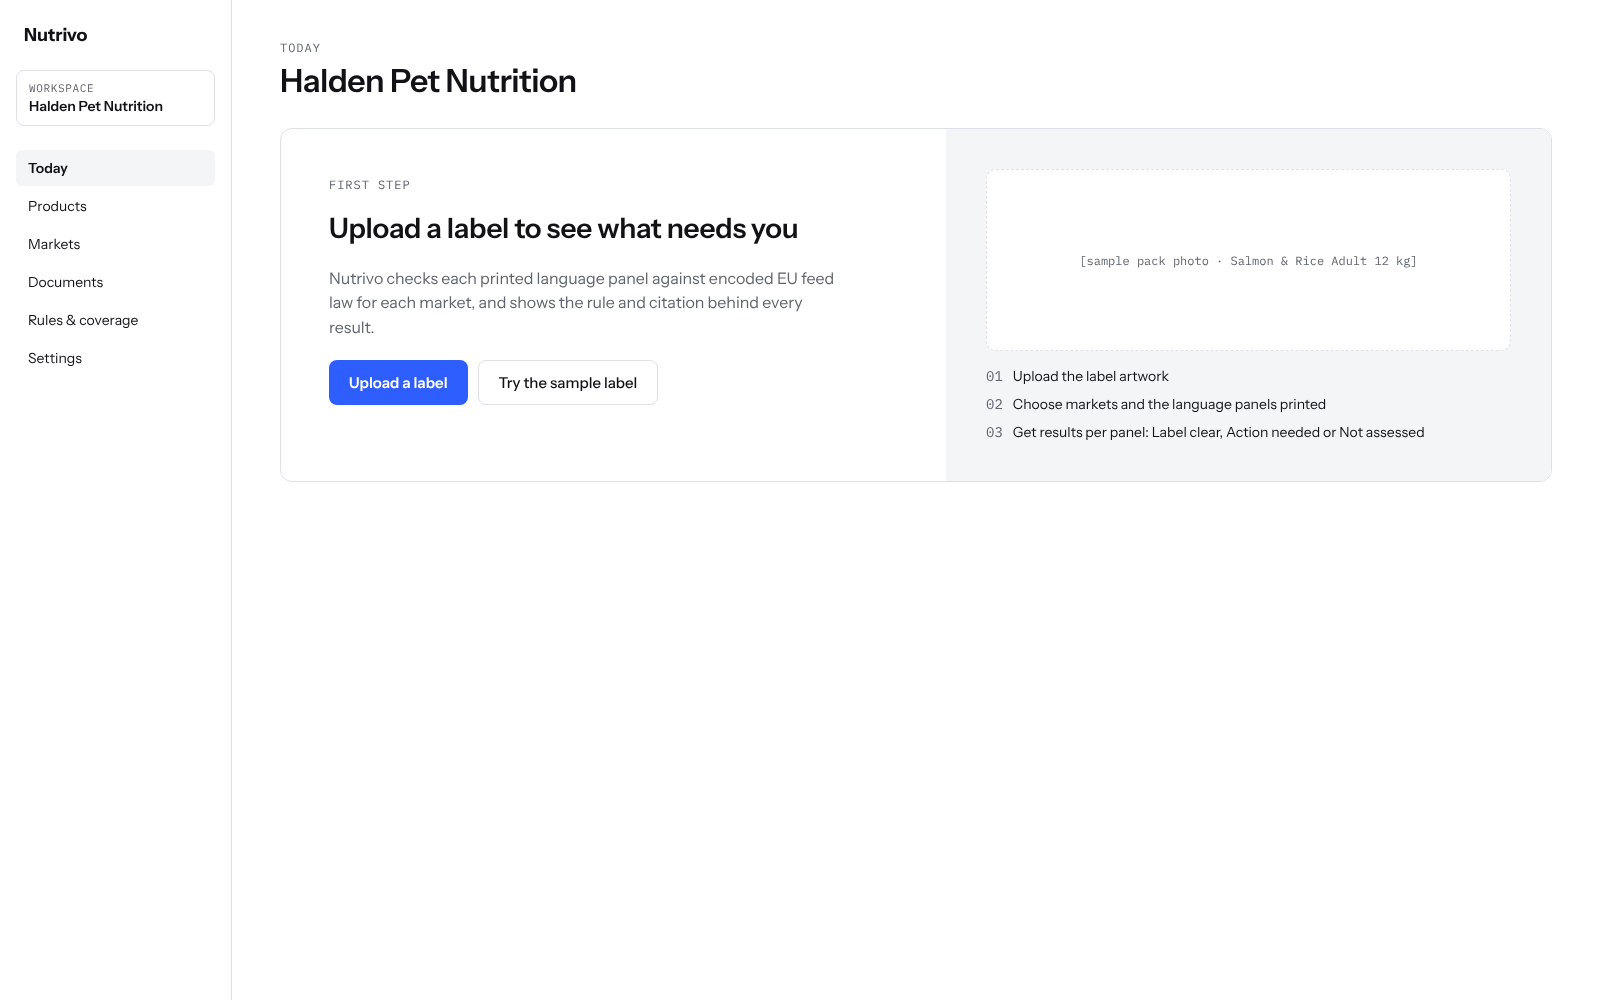 Nutrivo
WORKSPACE
Halden Pet Nutrition
Today
Products
Markets
Documents
Rules & coverage
Settings
TODAY
Halden Pet Nutrition
FIRST STEP
Upload a label to see what needs you
Nutrivo checks each printed language panel against encoded EU feed
law for each market, and shows the rule and citation behind every
result.
Upload a label
Try the sample label
[sample pack photo · Salmon & Rice Adult 12 kg]
01 Upload the label artwork
02 Choose markets and the language panels printed
03 Get results per panel: Label clear, Action needed or Not assessed